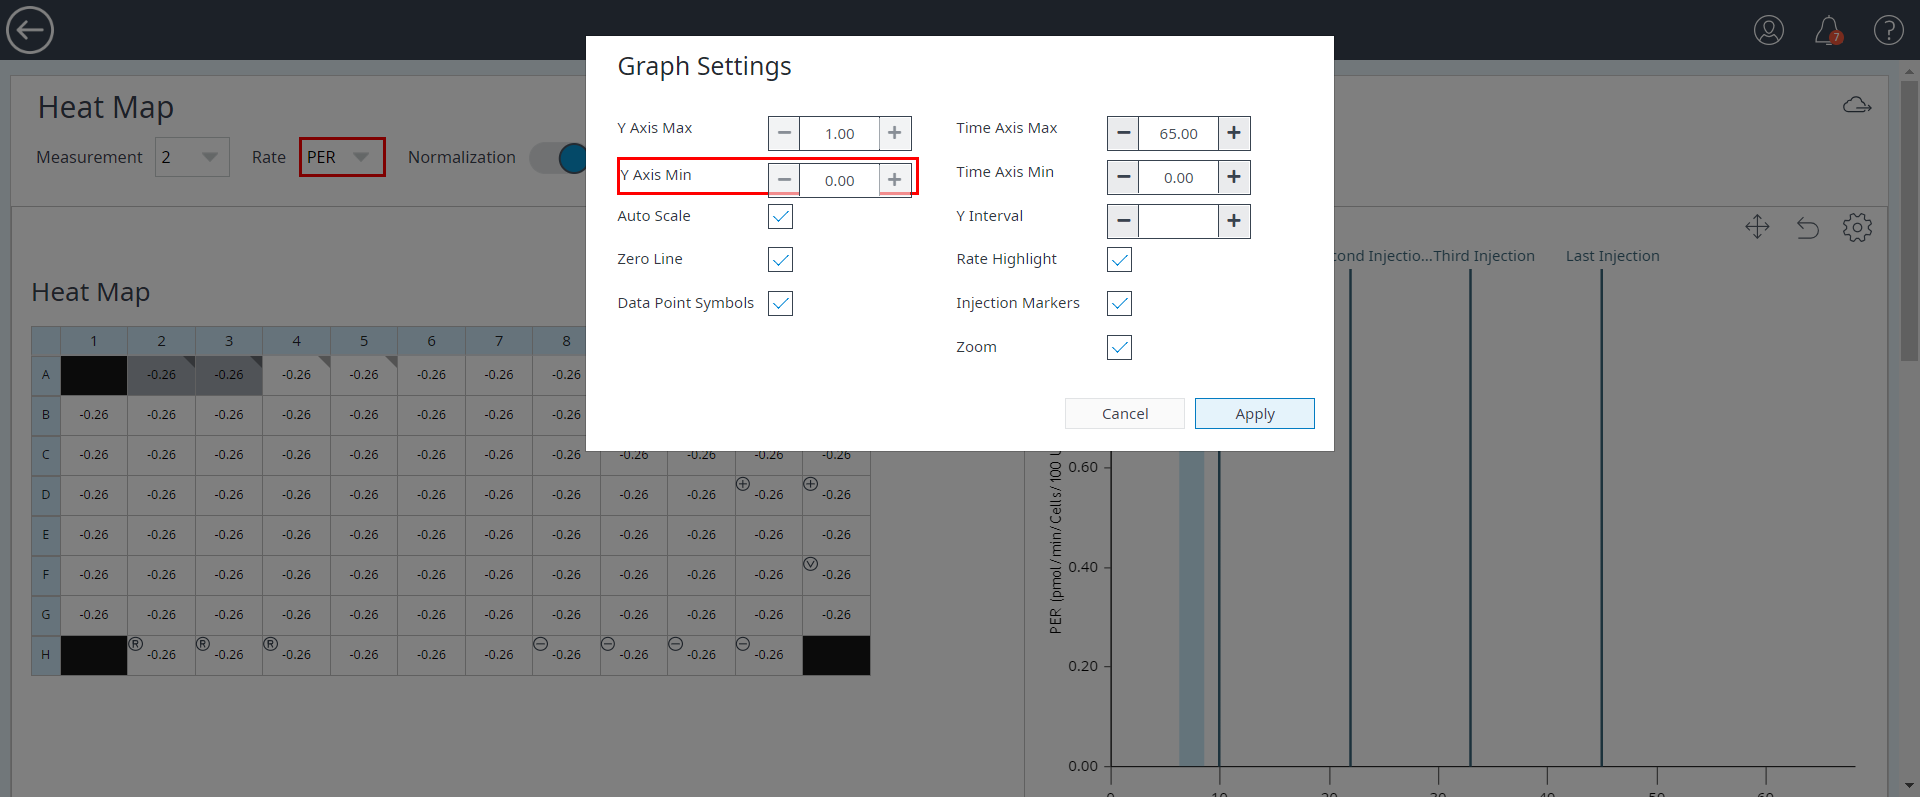 7
Graph Settings
Heat Map
Measurement 2 Rate PER Normalization
Y Axis Max − 1.00 +
Y Axis Min − 0.00 +
Auto Scale
Zero Line
Data Point Symbols
Time Axis Max − 65.00 +
Time Axis Min − 0.00 +
Y Interval − +
Rate Highlight
Injection Markers
Zoom
Cancel Apply
ond Injectio... Third Injection Last Injection
Heat Map
1 2 3 4 5 6 7 8
A -0.26 -0.26 -0.26 -0.26 -0.26 -0.26 -0.26
B -0.26 -0.26 -0.26 -0.26 -0.26 -0.26 -0.26 -0.26
C -0.26 -0.26 -0.26 -0.26 -0.26 -0.26 -0.26 -0.26 -0.26 -0.26 -0.26 -0.26
D -0.26 -0.26 -0.26 -0.26 -0.26 -0.26 -0.26 -0.26 -0.26 -0.26 + -0.26 + -0.26
E -0.26 -0.26 -0.26 -0.26 -0.26 -0.26 -0.26 -0.26 -0.26 -0.26 -0.26 -0.26
F -0.26 -0.26 -0.26 -0.26 -0.26 -0.26 -0.26 -0.26 -0.26 -0.26 -0.26 V -0.26
G -0.26 -0.26 -0.26 -0.26 -0.26 -0.26 -0.26 -0.26 -0.26 -0.26 -0.26 -0.26
H R -0.26 R -0.26 R -0.26 -0.26 -0.26 -0.26 − -0.26 − -0.26 − -0.26 − -0.26
PER (pmol/min/Cells/100
0.60
0.40
0.20
0.00
0 10 20 30 40 50 60